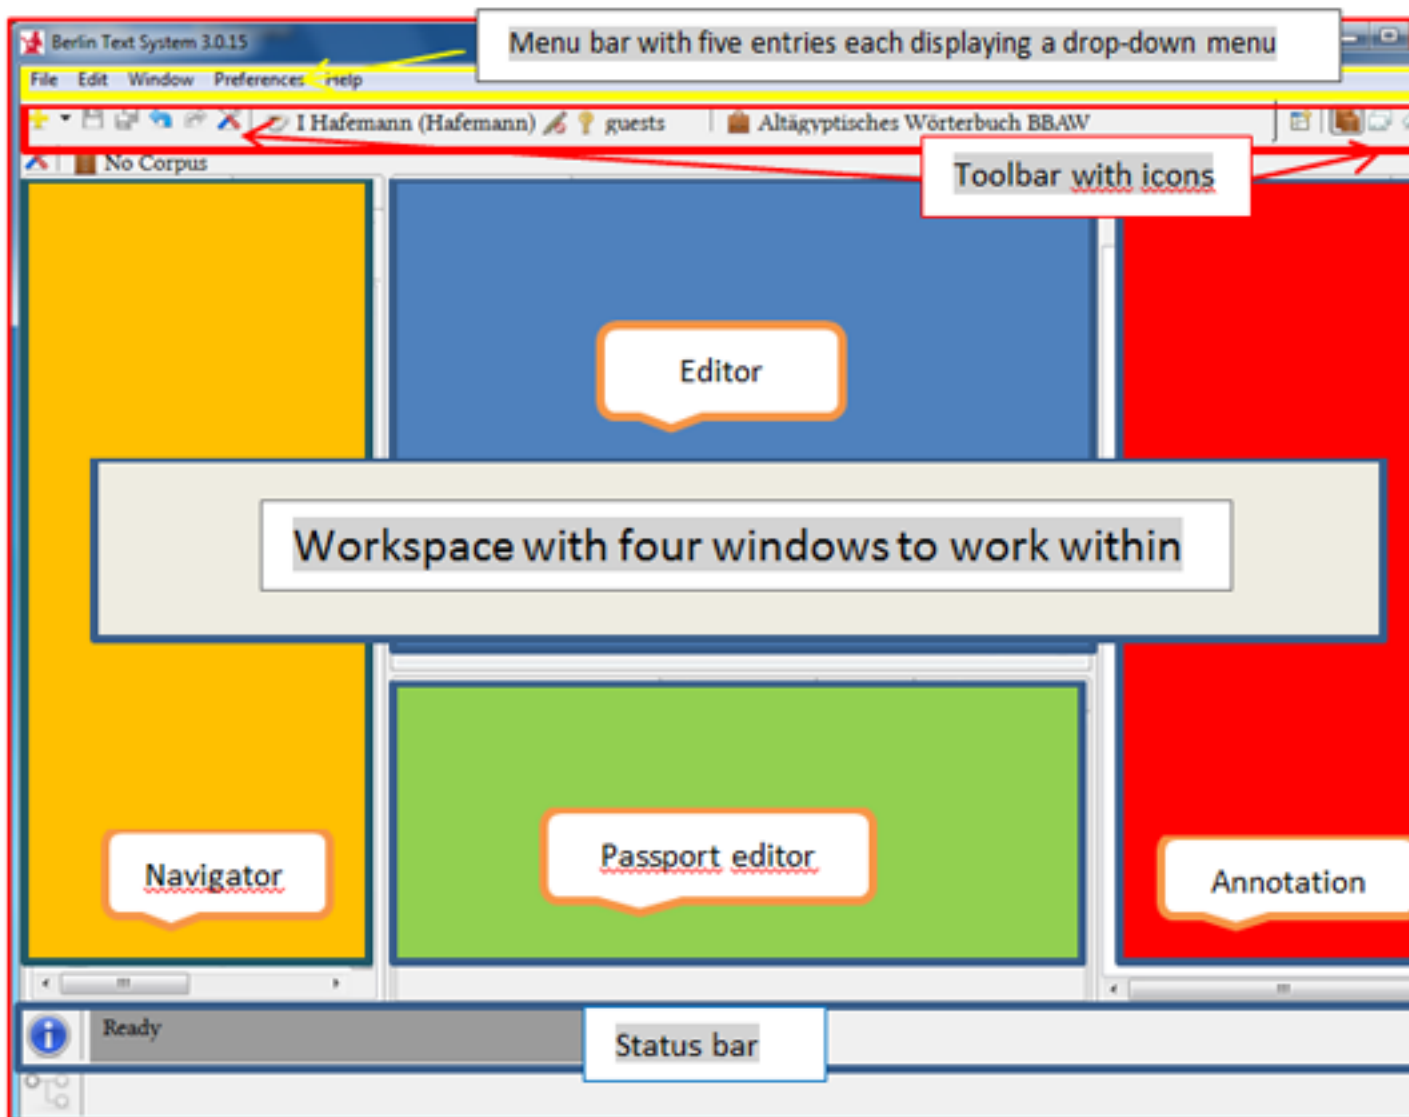 Berlin Text System 3.0.15
Menu bar with five entries each displaying a drop-down menu
File Edit Window Preferences Help
I Hafemann (Hafemann) guests Altägyptisches Wörterbuch BBAW
No Corpus
Toolbar with icons
Editor
Workspace with four windows to work within
Navigator
Passport editor
Annotation
Ready
Status bar